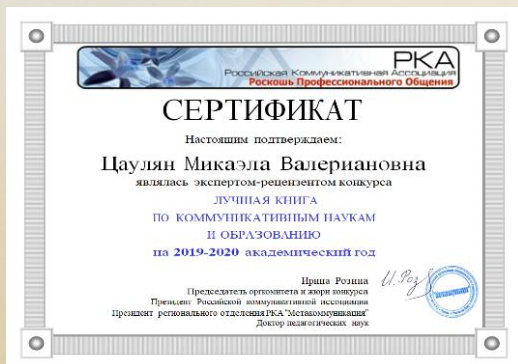 РКА
Российская Коммуникативная Ассоциация
Роскошь Профессионального Общения
СЕРТИФИКАТ
Настоящим подтверждаем:
Цаулян Микаэла Валериановна
являлась экспертом-рецензентом конкурса
ЛУЧШАЯ КНИГА
ПО КОММУНИКАТИВНЫМ НАУКАМ
И ОБРАЗОВАНИЮ
на 2019-2020 академический год
Ирина Розина
Председатель оргкомитета и жюри конкурса
Президент Российской коммуникативной ассоциации
Президент регионального отделения РКА "Метакоммуникация"
Доктор педагогических наук